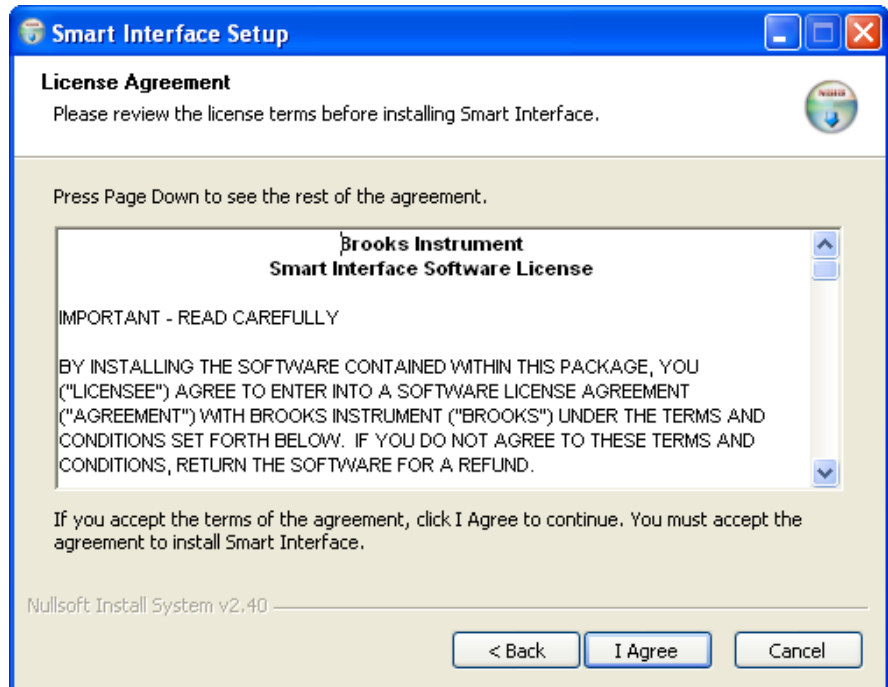 Smart Interface Setup
License Agreement
Please review the license terms before installing Smart Interface.
Press Page Down to see the rest of the agreement.
Brooks Instrument
Smart Interface Software License
IMPORTANT - READ CAREFULLY
BY INSTALLING THE SOFTWARE CONTAINED WITHIN THIS PACKAGE, YOU
("LICENSEE") AGREE TO ENTER INTO A SOFTWARE LICENSE AGREEMENT
("AGREEMENT") WITH BROOKS INSTRUMENT ("BROOKS") UNDER THE TERMS AND
CONDITIONS SET FORTH BELOW.  IF YOU DO NOT AGREE TO THESE TERMS AND
CONDITIONS, RETURN THE SOFTWARE FOR A REFUND.
If you accept the terms of the agreement, click I Agree to continue. You must accept the
agreement to install Smart Interface.
Nullsoft Install System v2.40
< Back I Agree Cancel